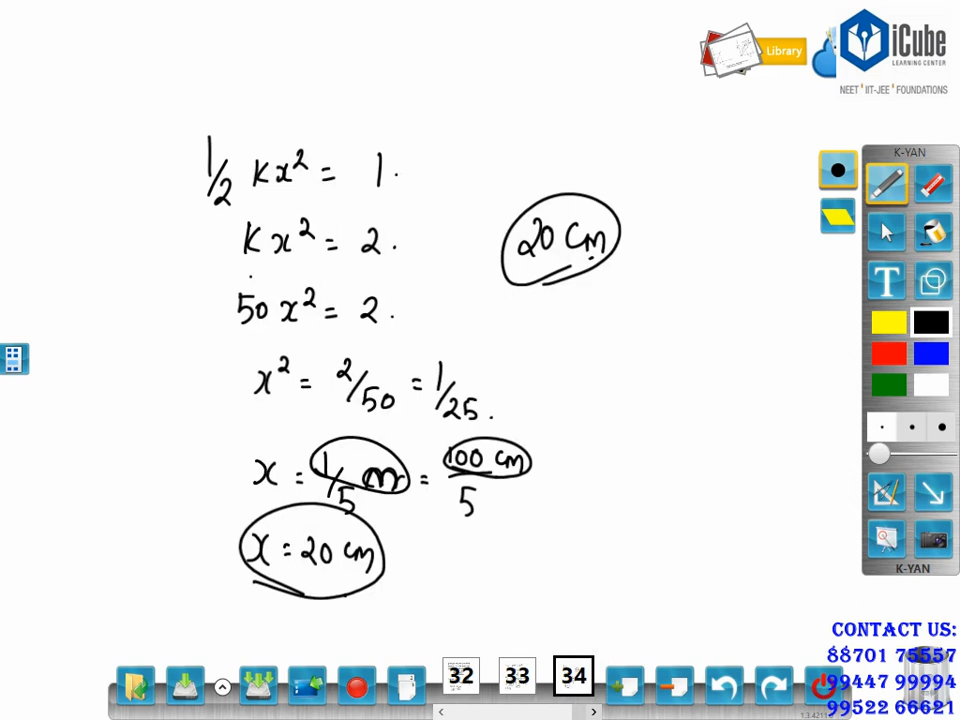 Library
iCube
LEARNING CENTER
NEET ' IIT-JEE ' FOUNDATIONS
K-YAN
1/2 Kx² = 1.
Kx² = 2.
20 cm
50x² = 2.
x² = 2/50 = 1/25.
x = 1/5 m = 100 cm/5
x = 20 cm
T
K-YAN
CONTACT US:
88701 75557
99447 99994
99522 66621
32 33 34